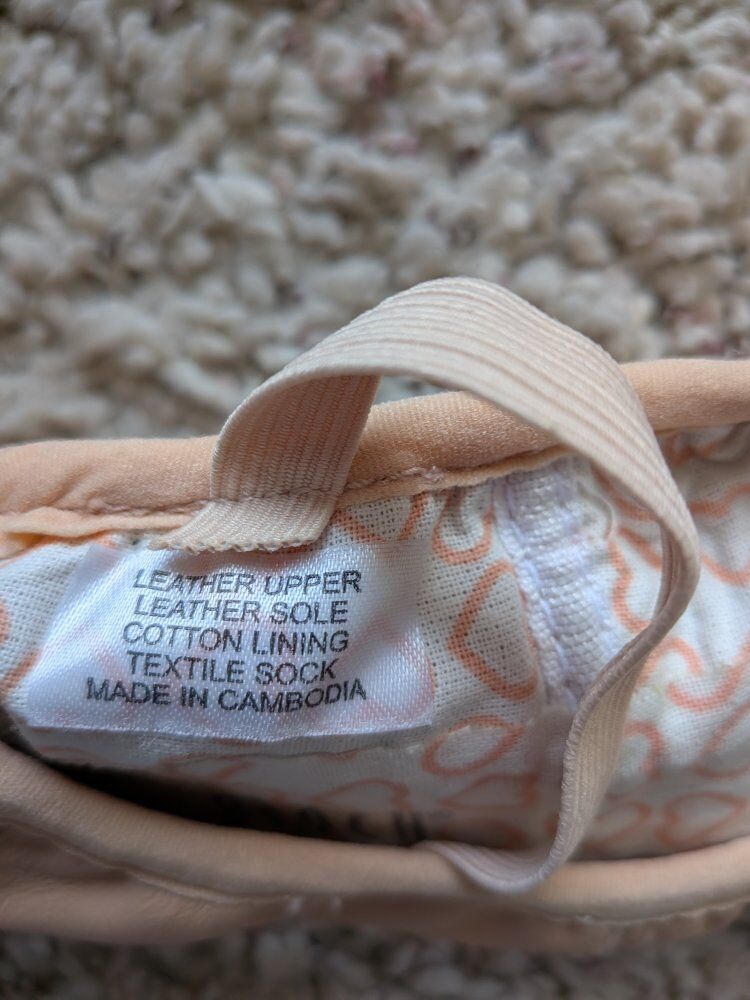 LEATHER UPPER
LEATHER SOLE
COTTON LINING
TEXTILE SOCK
MADE IN CAMBODIA